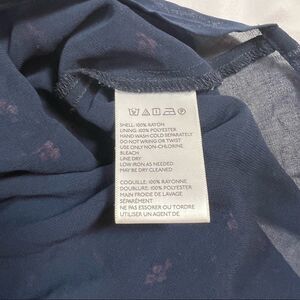 SHELL: 100% RAYON
LINING: 100% POLYESTER
HAND WASH COLD SEPARATELY
DO NOT WRING OR TWIST
USE ONLY NON-CHLORINE
BLEACH
LINE DRY
LOW IRON AS NEEDED
MAY BE DRY CLEANED
COQUILLE: 100% RAYONNE
DOUBLURE: 100% POLYESTER
MAIN FROIDE DE LAVAGE
SÉPARÉMENT
NE PAS ESSORER OU TORDRE
UTILISER UN AGENT DE